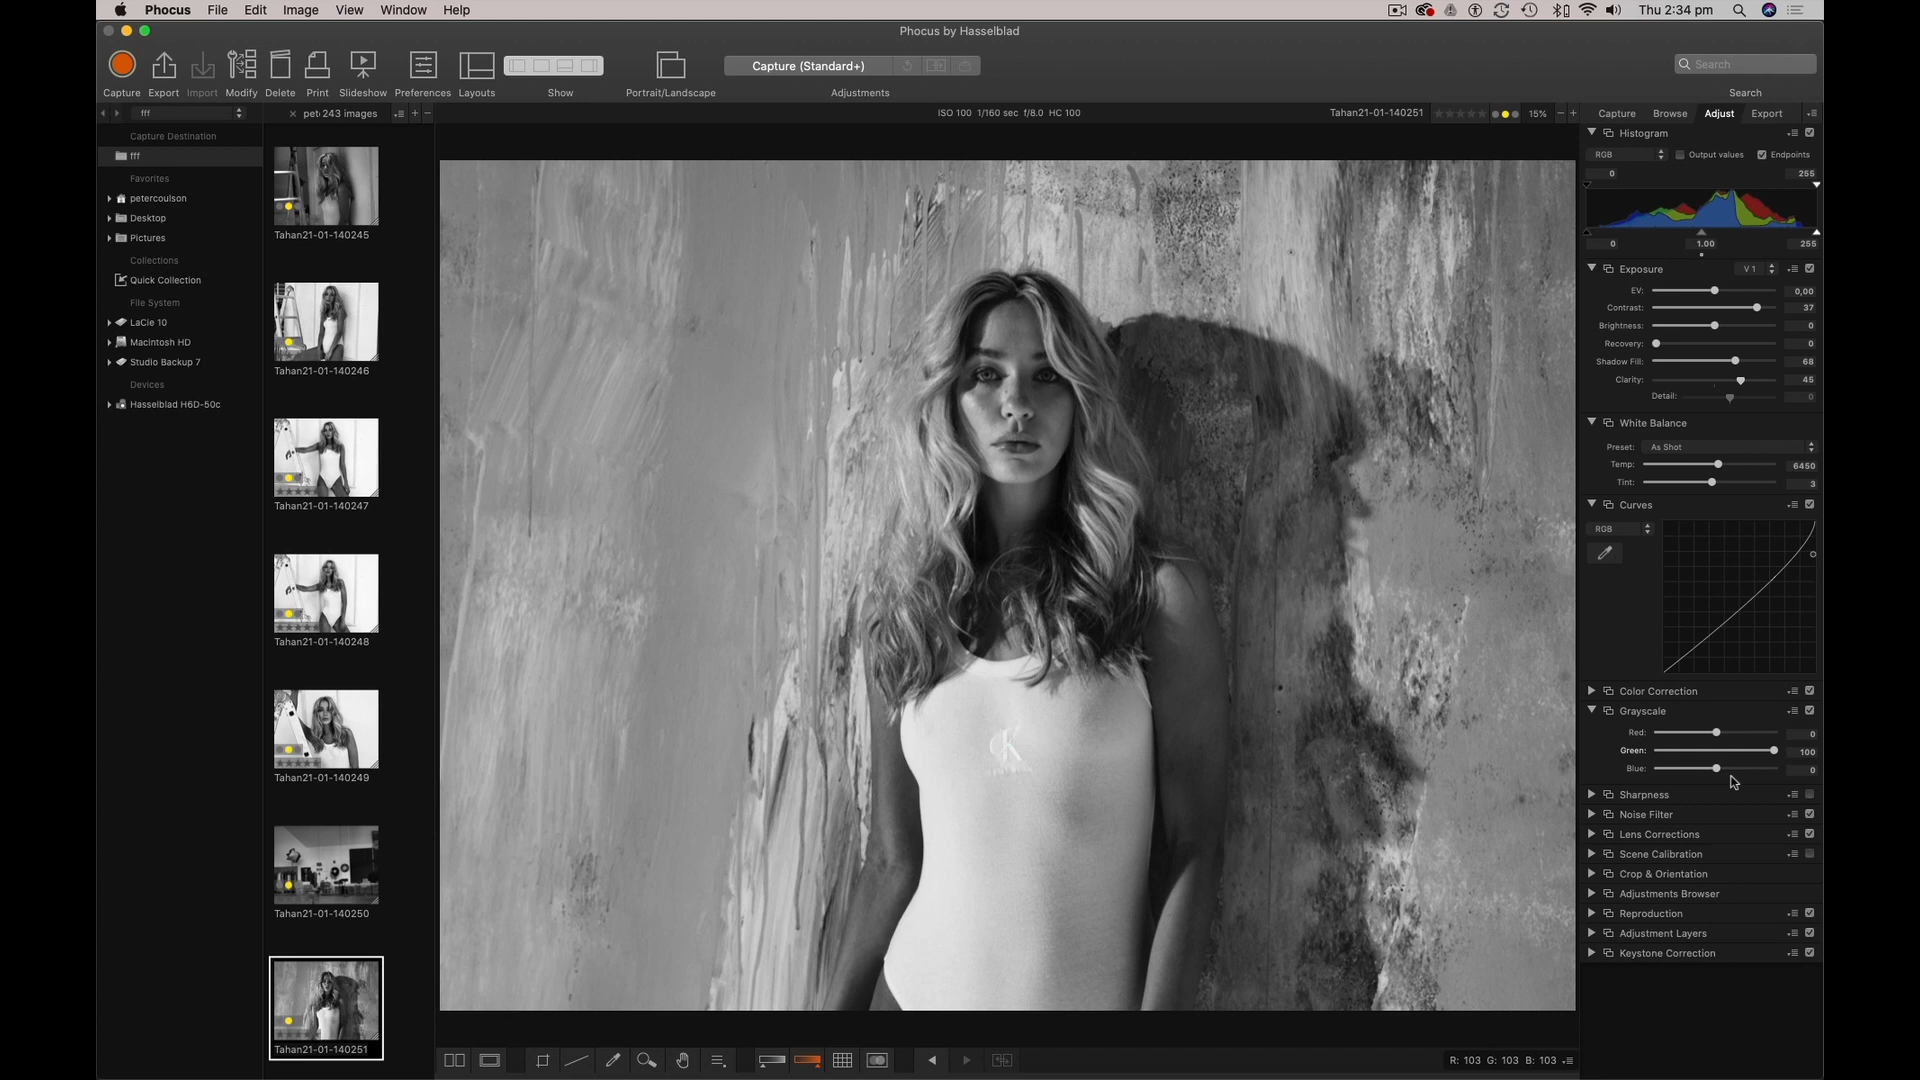 Phocus File Edit Image View Window Help Thu 2:34 pm
Phocus by Hasselblad
Capture Export Import Modify Delete Print Slideshow Preferences Layouts Show Portrait/Landscape Capture (Standard+) Adjustments Search Search
fff pet 243 images ISO 100 1/160 sec f/8.0 HC 100 Tahan21-01-140251 15% Capture Browse Adjust Export
Capture Destination
fff
Favorites
petercoulson
Desktop
Pictures
Collections
Quick Collection
File System
LaCie 10
Macintosh HD
Studio Backup 7
Devices
Hasselblad H6D-50c
Tahan21-01-140245
Tahan21-01-140246
Tahan21-01-140247
Tahan21-01-140248
Tahan21-01-140249
Tahan21-01-140250
Tahan21-01-140251
CK
Histogram
RGB Output values Endpoints
0 255
0 1.00 255
Exposure V 1
EV: 0,00
Contrast: 37
Brightness: 0
Recovery: 0
Shadow Fill: 68
Clarity: 45
Detail: 0
White Balance
Preset: As Shot
Temp: 6450
Tint: 3
Curves
RGB
Color Correction
Grayscale
Red: 0
Green: 100
Blue: 0
Sharpness
Noise Filter
Lens Corrections
Scene Calibration
Crop & Orientation
Adjustments Browser
Reproduction
Adjustment Layers
Keystone Correction
R: 103 G: 103 B: 103